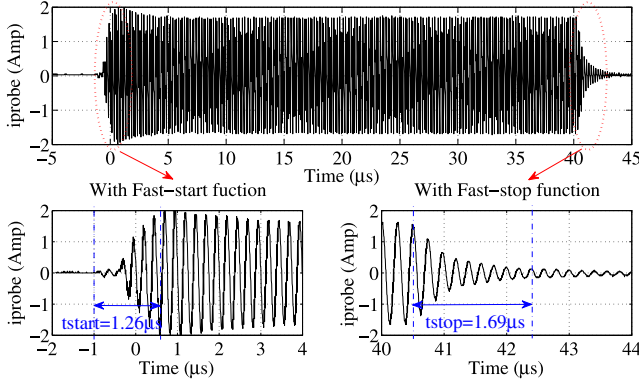 iprobe (Amp)
2
1
0
−1
−2
−5 0 5 10 15 20 25 30 35 40 45
Time (μs)
With Fast−start fuction
With Fast−stop function
iprobe (Amp)
2
1
0
−1
−2
tstart=1.26μs
−2 −1 0 1 2 3 4
Time (μs)
iprobe (Amp)
2
1
0
−1
−2
tstop=1.69μs
40 41 42 43 44
Time (μs)